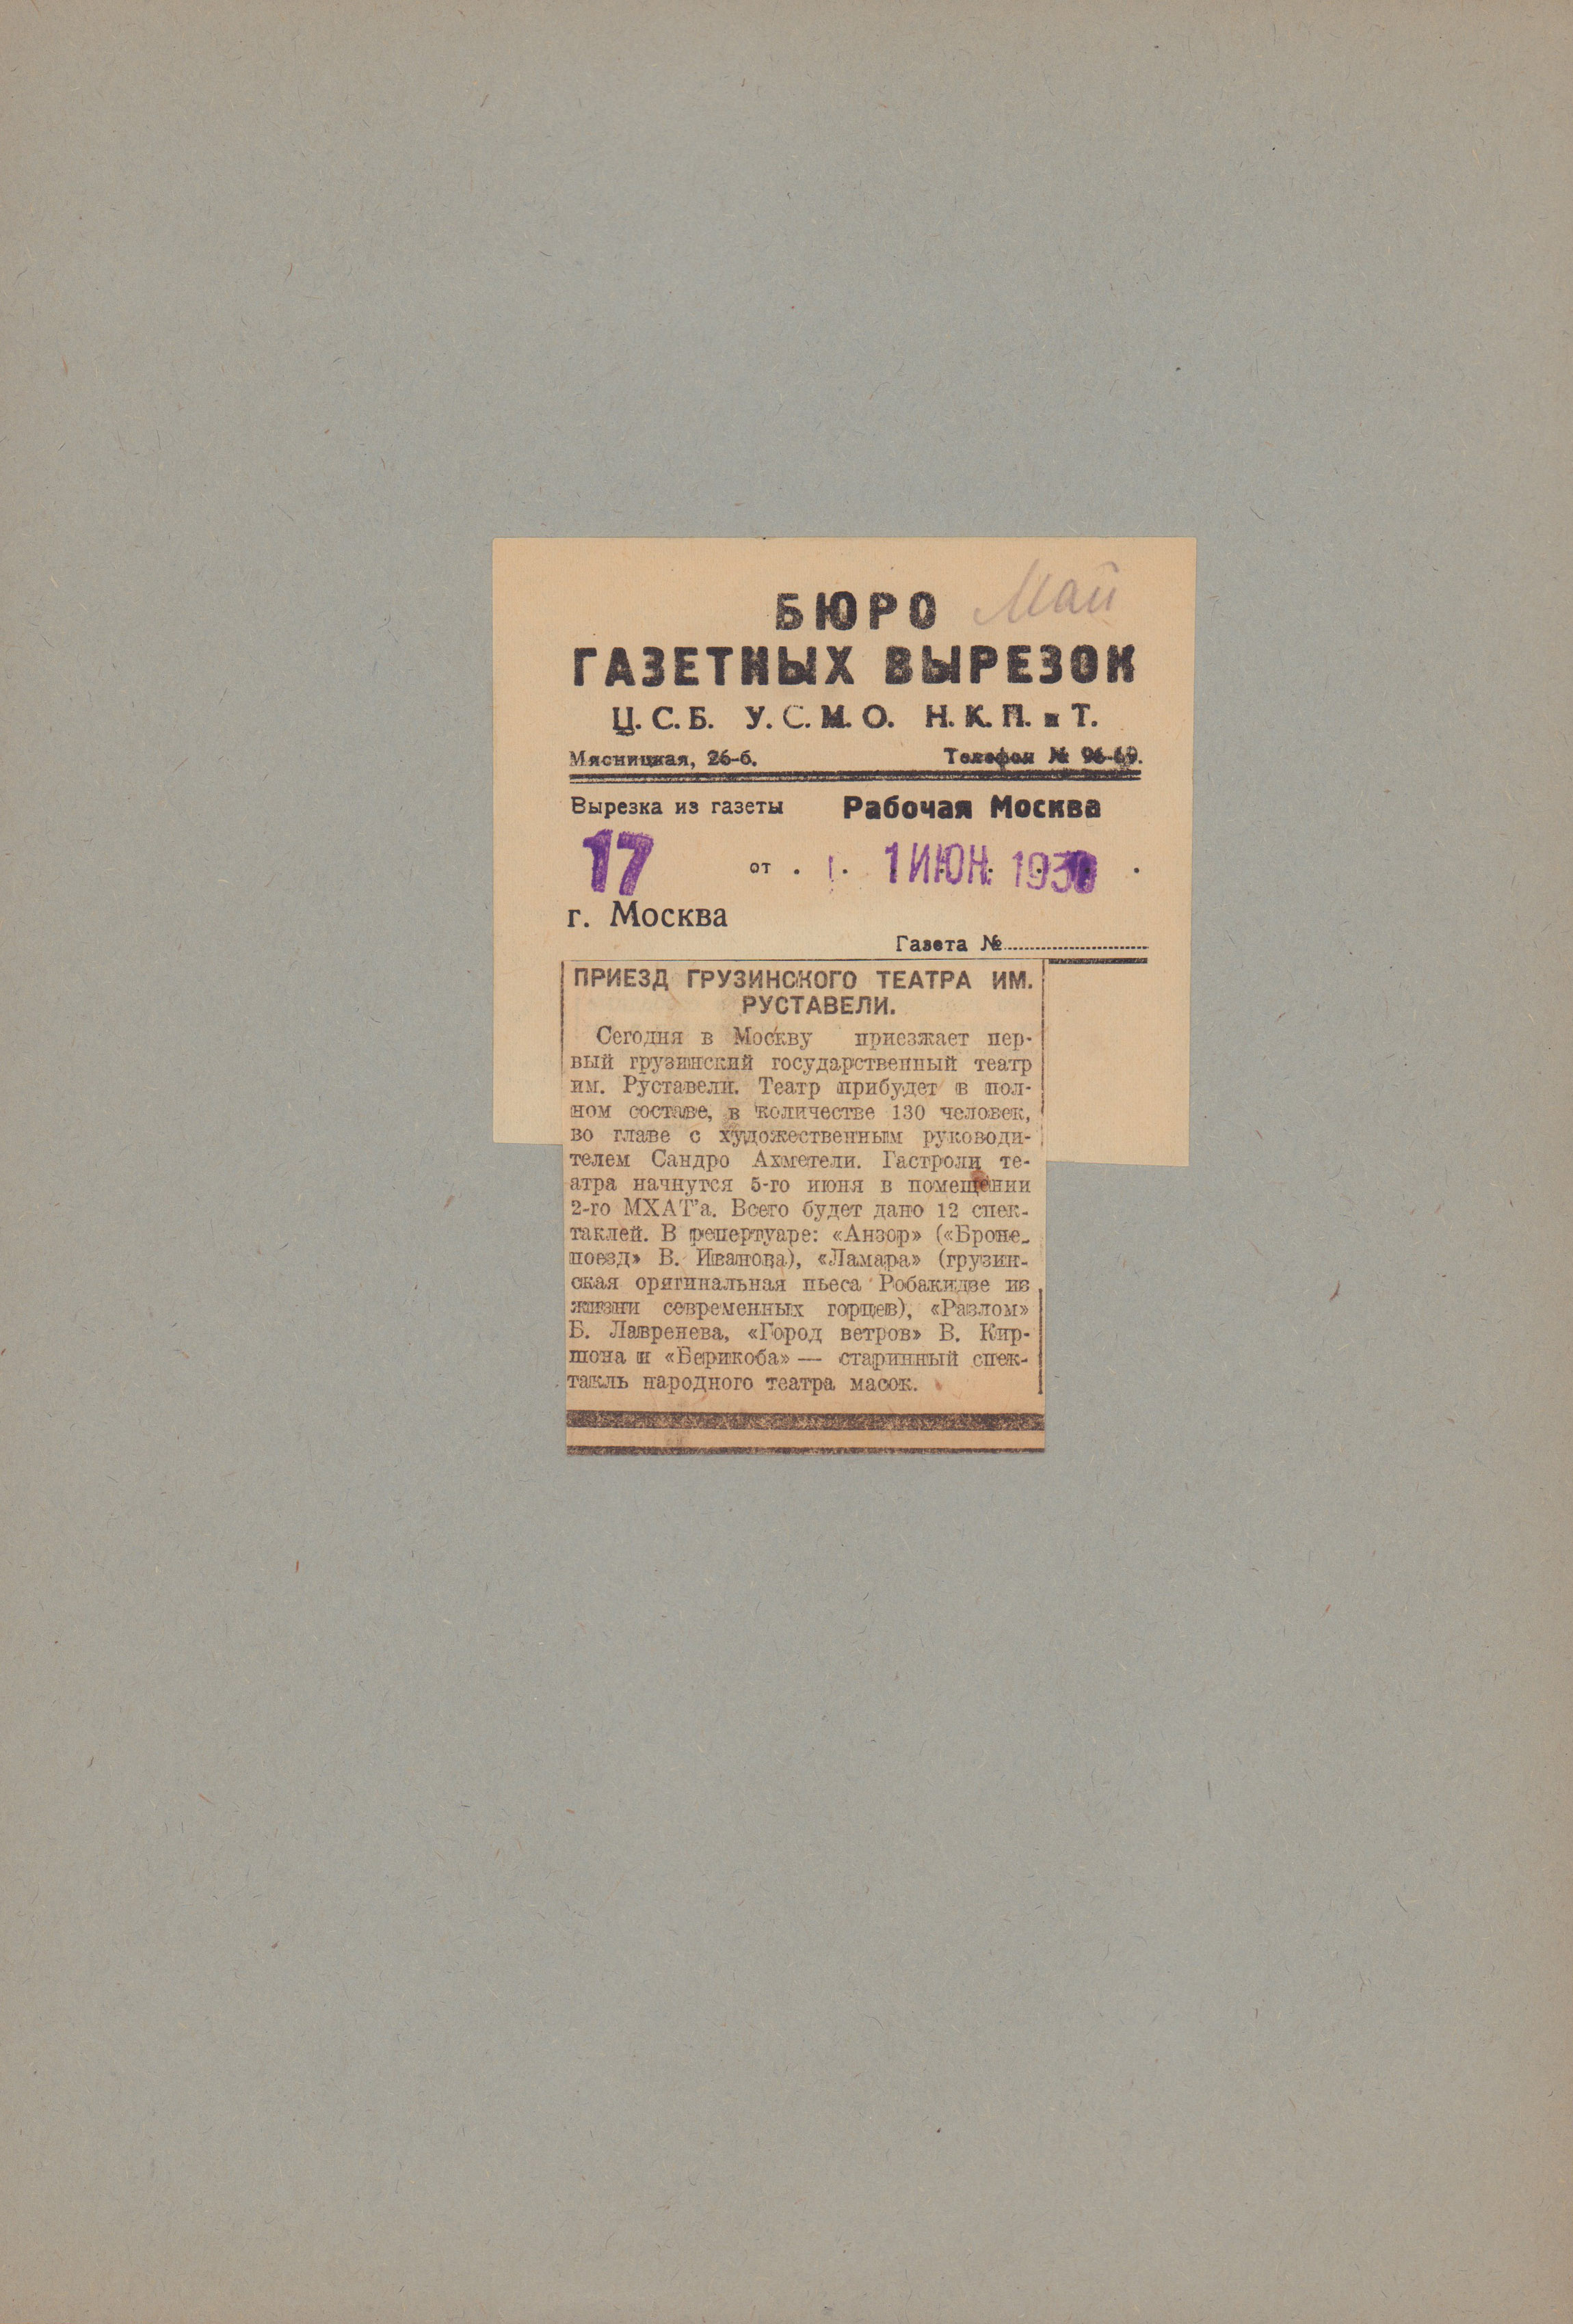 Май
БЮРО
ГАЗЕТНЫХ ВЫРЕЗОК
Ц. С. Б. У. С. М. О. Н. К. П. и Т.
Мясницкая, 26-б. Телефон № 96-69.
Вырезка из газеты Рабочая Москва
17 от . 1 ИЮН. 1930 .
г. Москва
Газета №
ПРИЕЗД ГРУЗИНСКОГО ТЕАТРА ИМ.
РУСТАВЕЛИ.
Сегодня в Москву приезжает пер-
вый грузинский государственный театр
им. Руставели. Театр прибудет в пол-
ном составе, в количестве 130 человек,
во главе с художественным руководи-
телем Сандро Ахметели. Гастроли те-
атра начнутся 5-го июня в помещении
2-го МХАТ'а. Всего будет дано 12 спек-
таклей. В репертуаре: «Анзор» («Броне-
поезд» В. Иванова), «Ламара» (грузин-
ская оригинальная пьеса Робакидзе из
жизни современных горцев), «Разлом»
Б. Лавренева, «Город ветров» В. Кир-
шона и «Берикоба» — старинный спек-
такль народного театра масок.